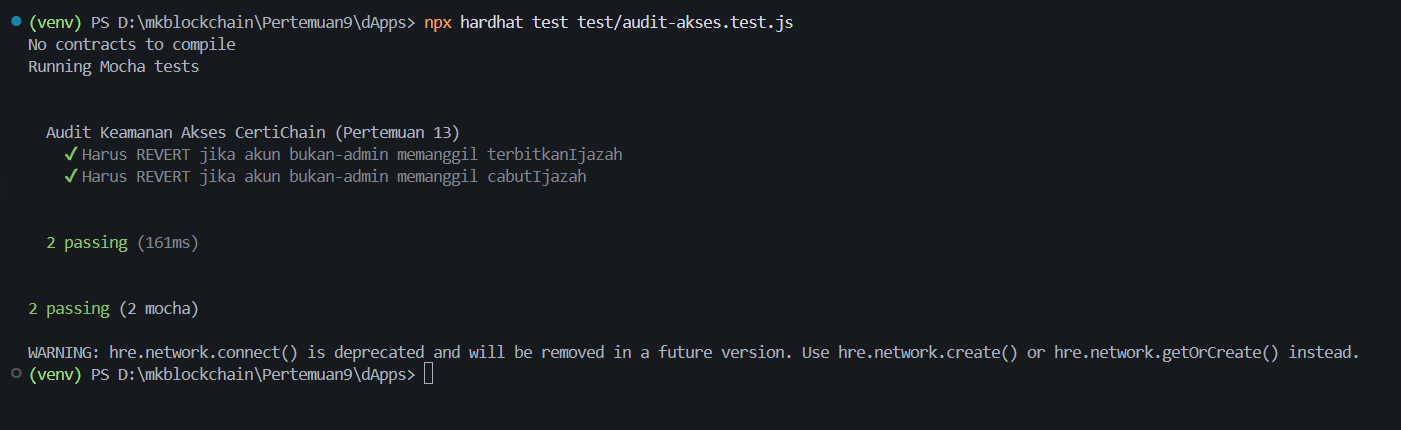 (venv) PS D:\mkblockchain\Pertemuan9\dApps> npx hardhat test test/audit-akses.test.js
No contracts to compile
Running Mocha tests
Audit Keamanan Akses CertiChain (Pertemuan 13)
✓ Harus REVERT jika akun bukan-admin memanggil terbitkanIjazah
✓ Harus REVERT jika akun bukan-admin memanggil cabutIjazah
2 passing (161ms)
2 passing (2 mocha)
WARNING: hre.network.connect() is deprecated and will be removed in a future version. Use hre.network.create() or hre.network.getOrCreate() instead.
(venv) PS D:\mkblockchain\Pertemuan9\dApps>